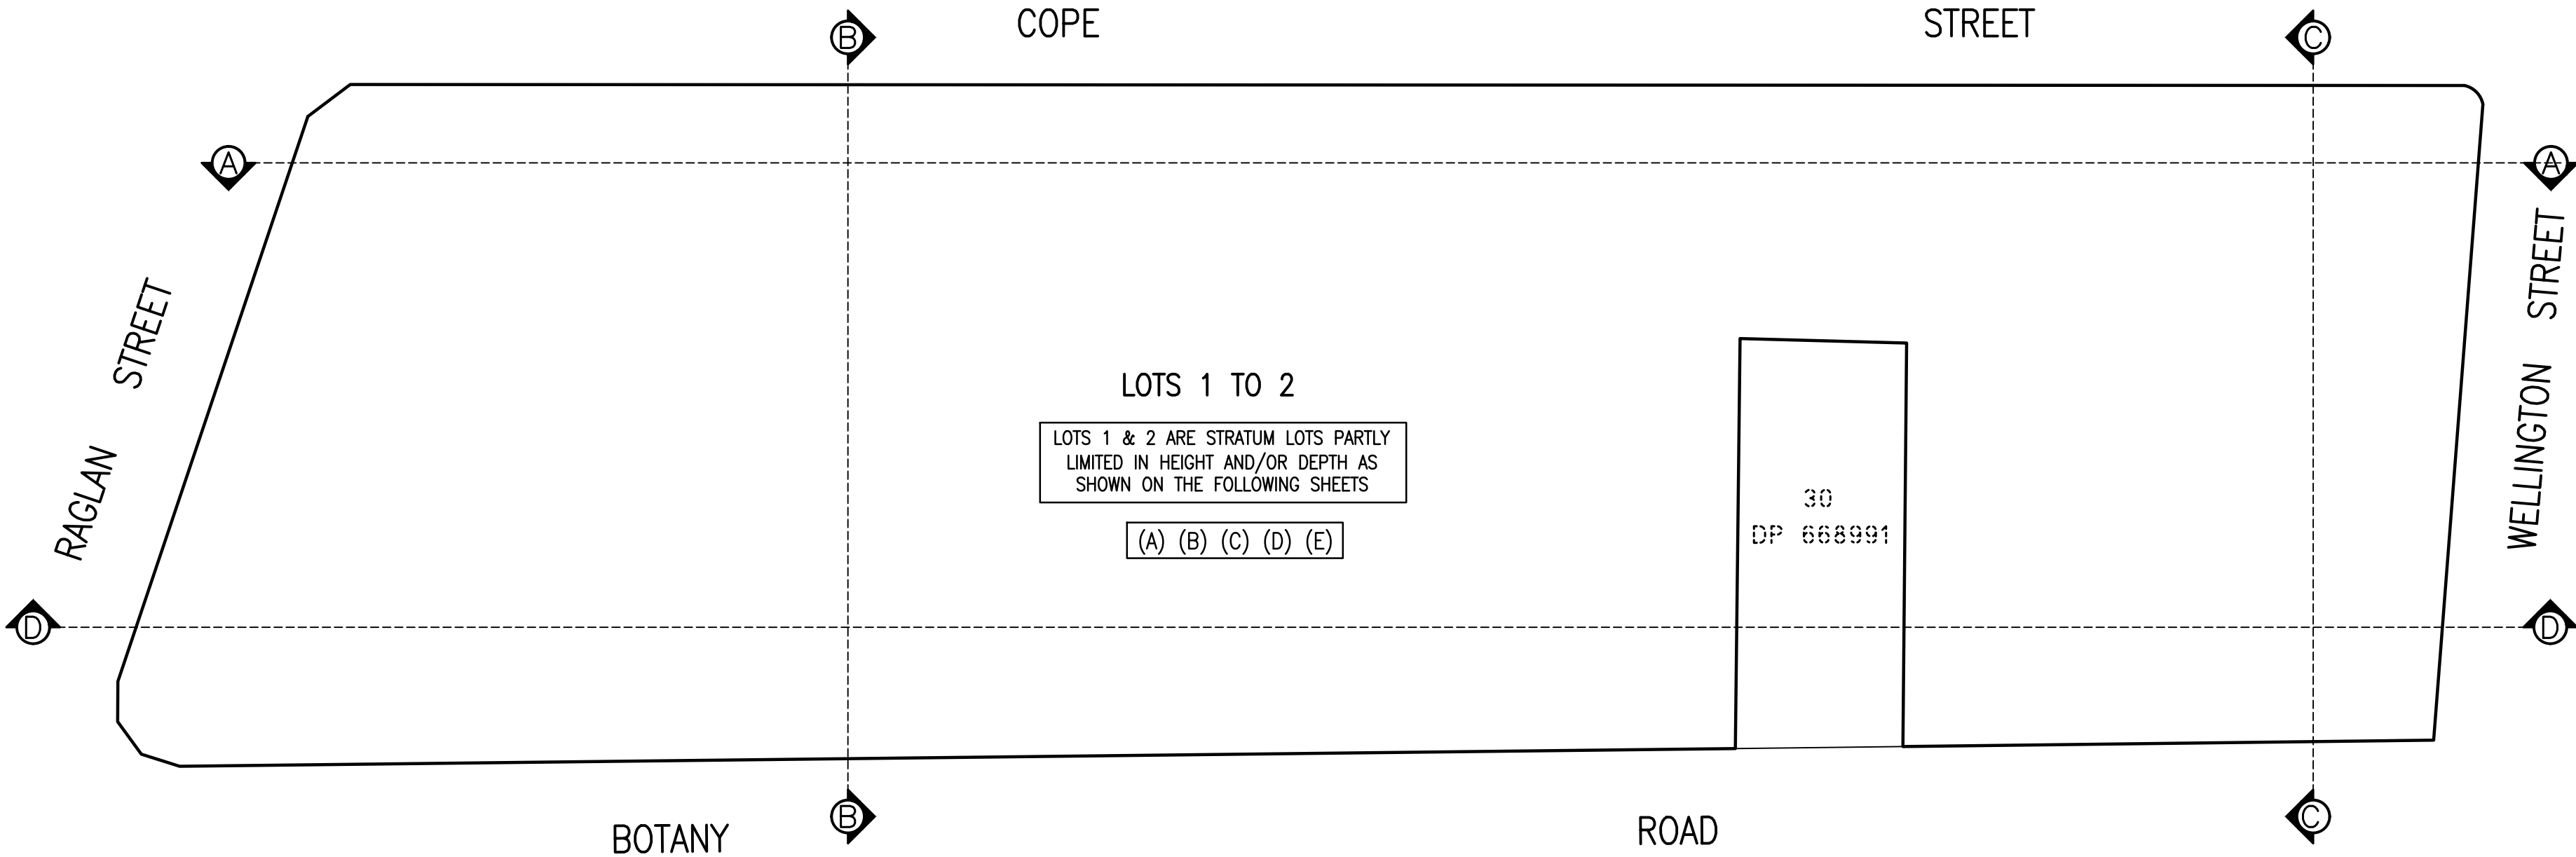 COPE STREET
B
C
A
A
RAGLAN STREET
WELLINGTON STREET
LOTS 1 TO 2
LOTS 1 & 2 ARE STRATUM LOTS PARTLY
LIMITED IN HEIGHT AND/OR DEPTH AS
SHOWN ON THE FOLLOWING SHEETS
(A) (B) (C) (D) (E)
30
DP 668991
D
D
B
C
BOTANY ROAD